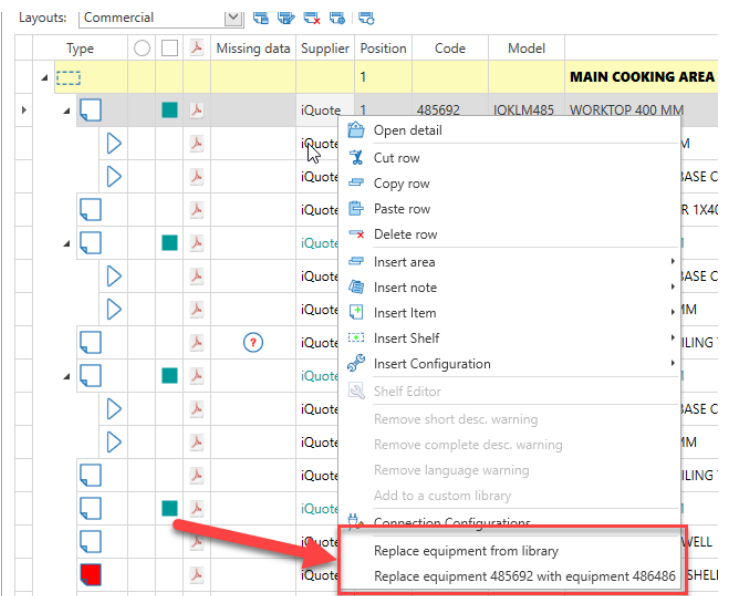 Layouts: Commercial
Type Missing data Supplier Position Code Model
1 MAIN COOKING AREA
iQuote 1 485692 IQKLM485 WORKTOP 400 MM
Open detail
iQuote M
Cut row
iQuote BASE C
Copy row
iQuote R 1X40
Paste row
iQuote
Delete row
iQuote BASE C
Insert area
iQuote MM
Insert note
iQuote ILING
Insert Item
iQuote
Insert Shelf
iQuote BASE C
Insert Configuration
iQuote MM
Shelf Editor
iQuote ILING
Remove short desc. warning
iQuote
Remove complete desc. warning
iQuote WELL
Remove language warning
iQuote SHEL
Add to a custom library
Connection Configurations
Replace equipment from library
Replace equipment 485692 with equipment 486486